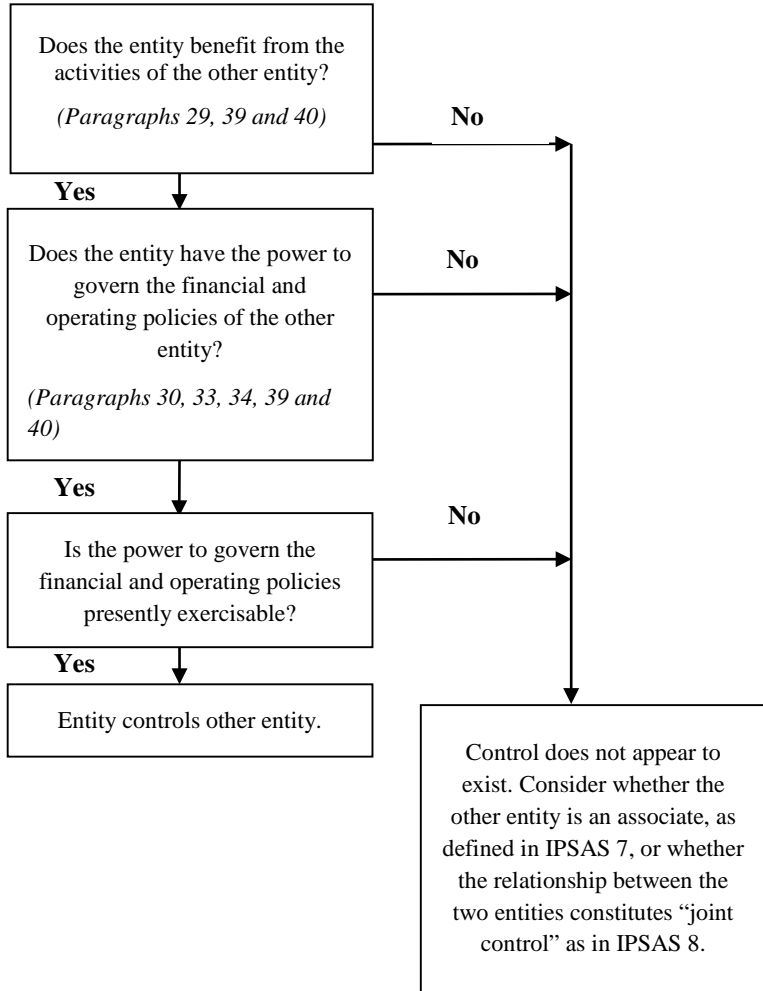 Does the entity benefit from the
activities of the other entity?
(Paragraphs 29, 39 and 40)
No
Yes
Does the entity have the power to
govern the financial and
operating policies of the other
entity?
(Paragraphs 30, 33, 34, 39 and
40)
No
Yes
Is the power to govern the
financial and operating policies
presently exercisable?
No
Yes
Entity controls other entity.
Control does not appear to
exist. Consider whether the
other entity is an associate, as
defined in IPSAS 7, or whether
the relationship between the
two entities constitutes “joint
control” as in IPSAS 8.